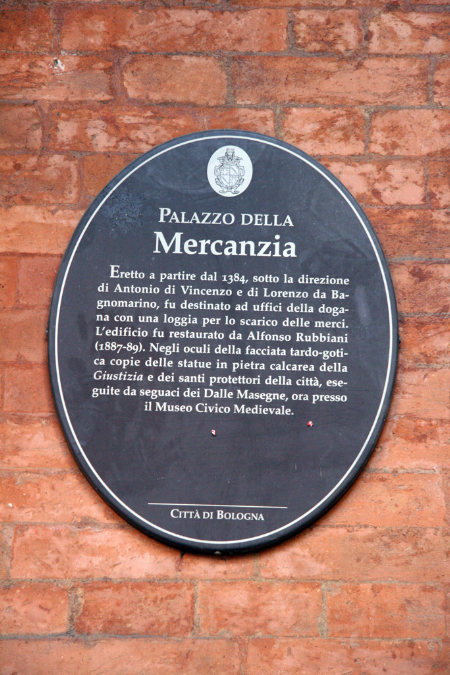 PALAZZO DELLA
Mercanzia
Eretto a partire dal 1384, sotto la direzione
di Antonio di Vincenzo e di Lorenzo da Ba-
gnomarino, fu destinato ad uffici della doga-
na con una loggia per lo scarico delle merci.
L'edificio fu restaurato da Alfonso Rubbiani
(1887-89). Negli oculi della facciata tardo-goti-
ca copie delle statue in pietra calcarea della
Giustizia e dei santi protettori della città, ese-
guite da seguaci dei Dalle Masegne, ora presso
il Museo Civico Medievale.
CITTÀ DI BOLOGNA